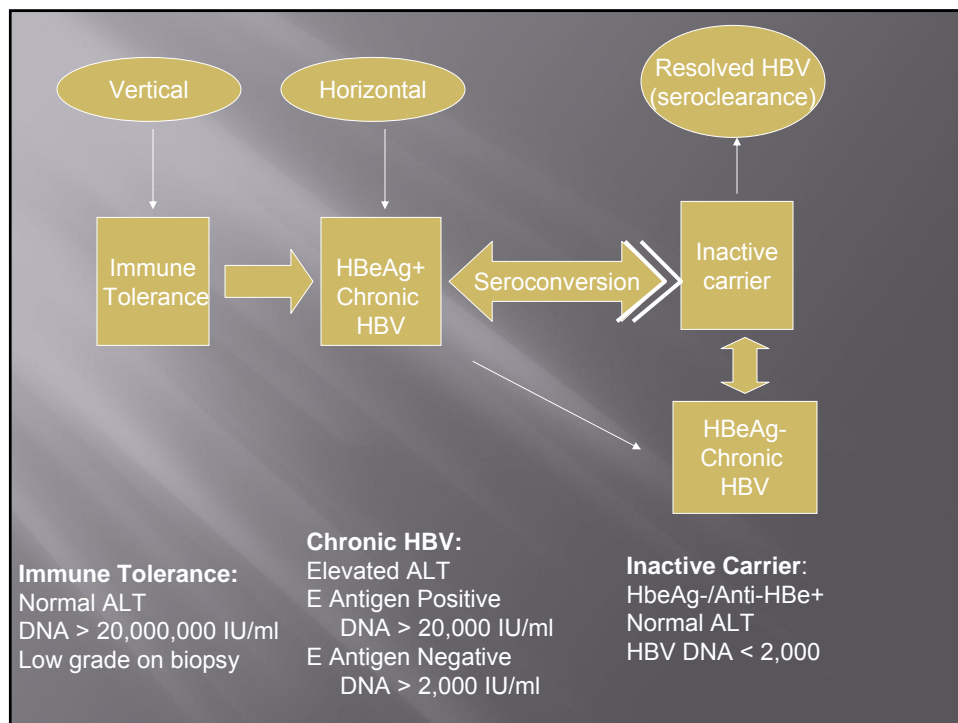 Vertical
Horizontal
Resolved HBV
(seroclearance)
Immune
Tolerance
HBeAg+
Chronic
HBV
Seroconversion
Inactive
carrier
HBeAg-
Chronic
HBV
Immune Tolerance:
Normal ALT
DNA > 20,000,000 IU/ml
Low grade on biopsy
Chronic HBV:
Elevated ALT
E Antigen Positive
DNA > 20,000 IU/ml
E Antigen Negative
DNA > 2,000 IU/ml
Inactive Carrier:
HbeAg-/Anti-HBe+
Normal ALT
HBV DNA < 2,000